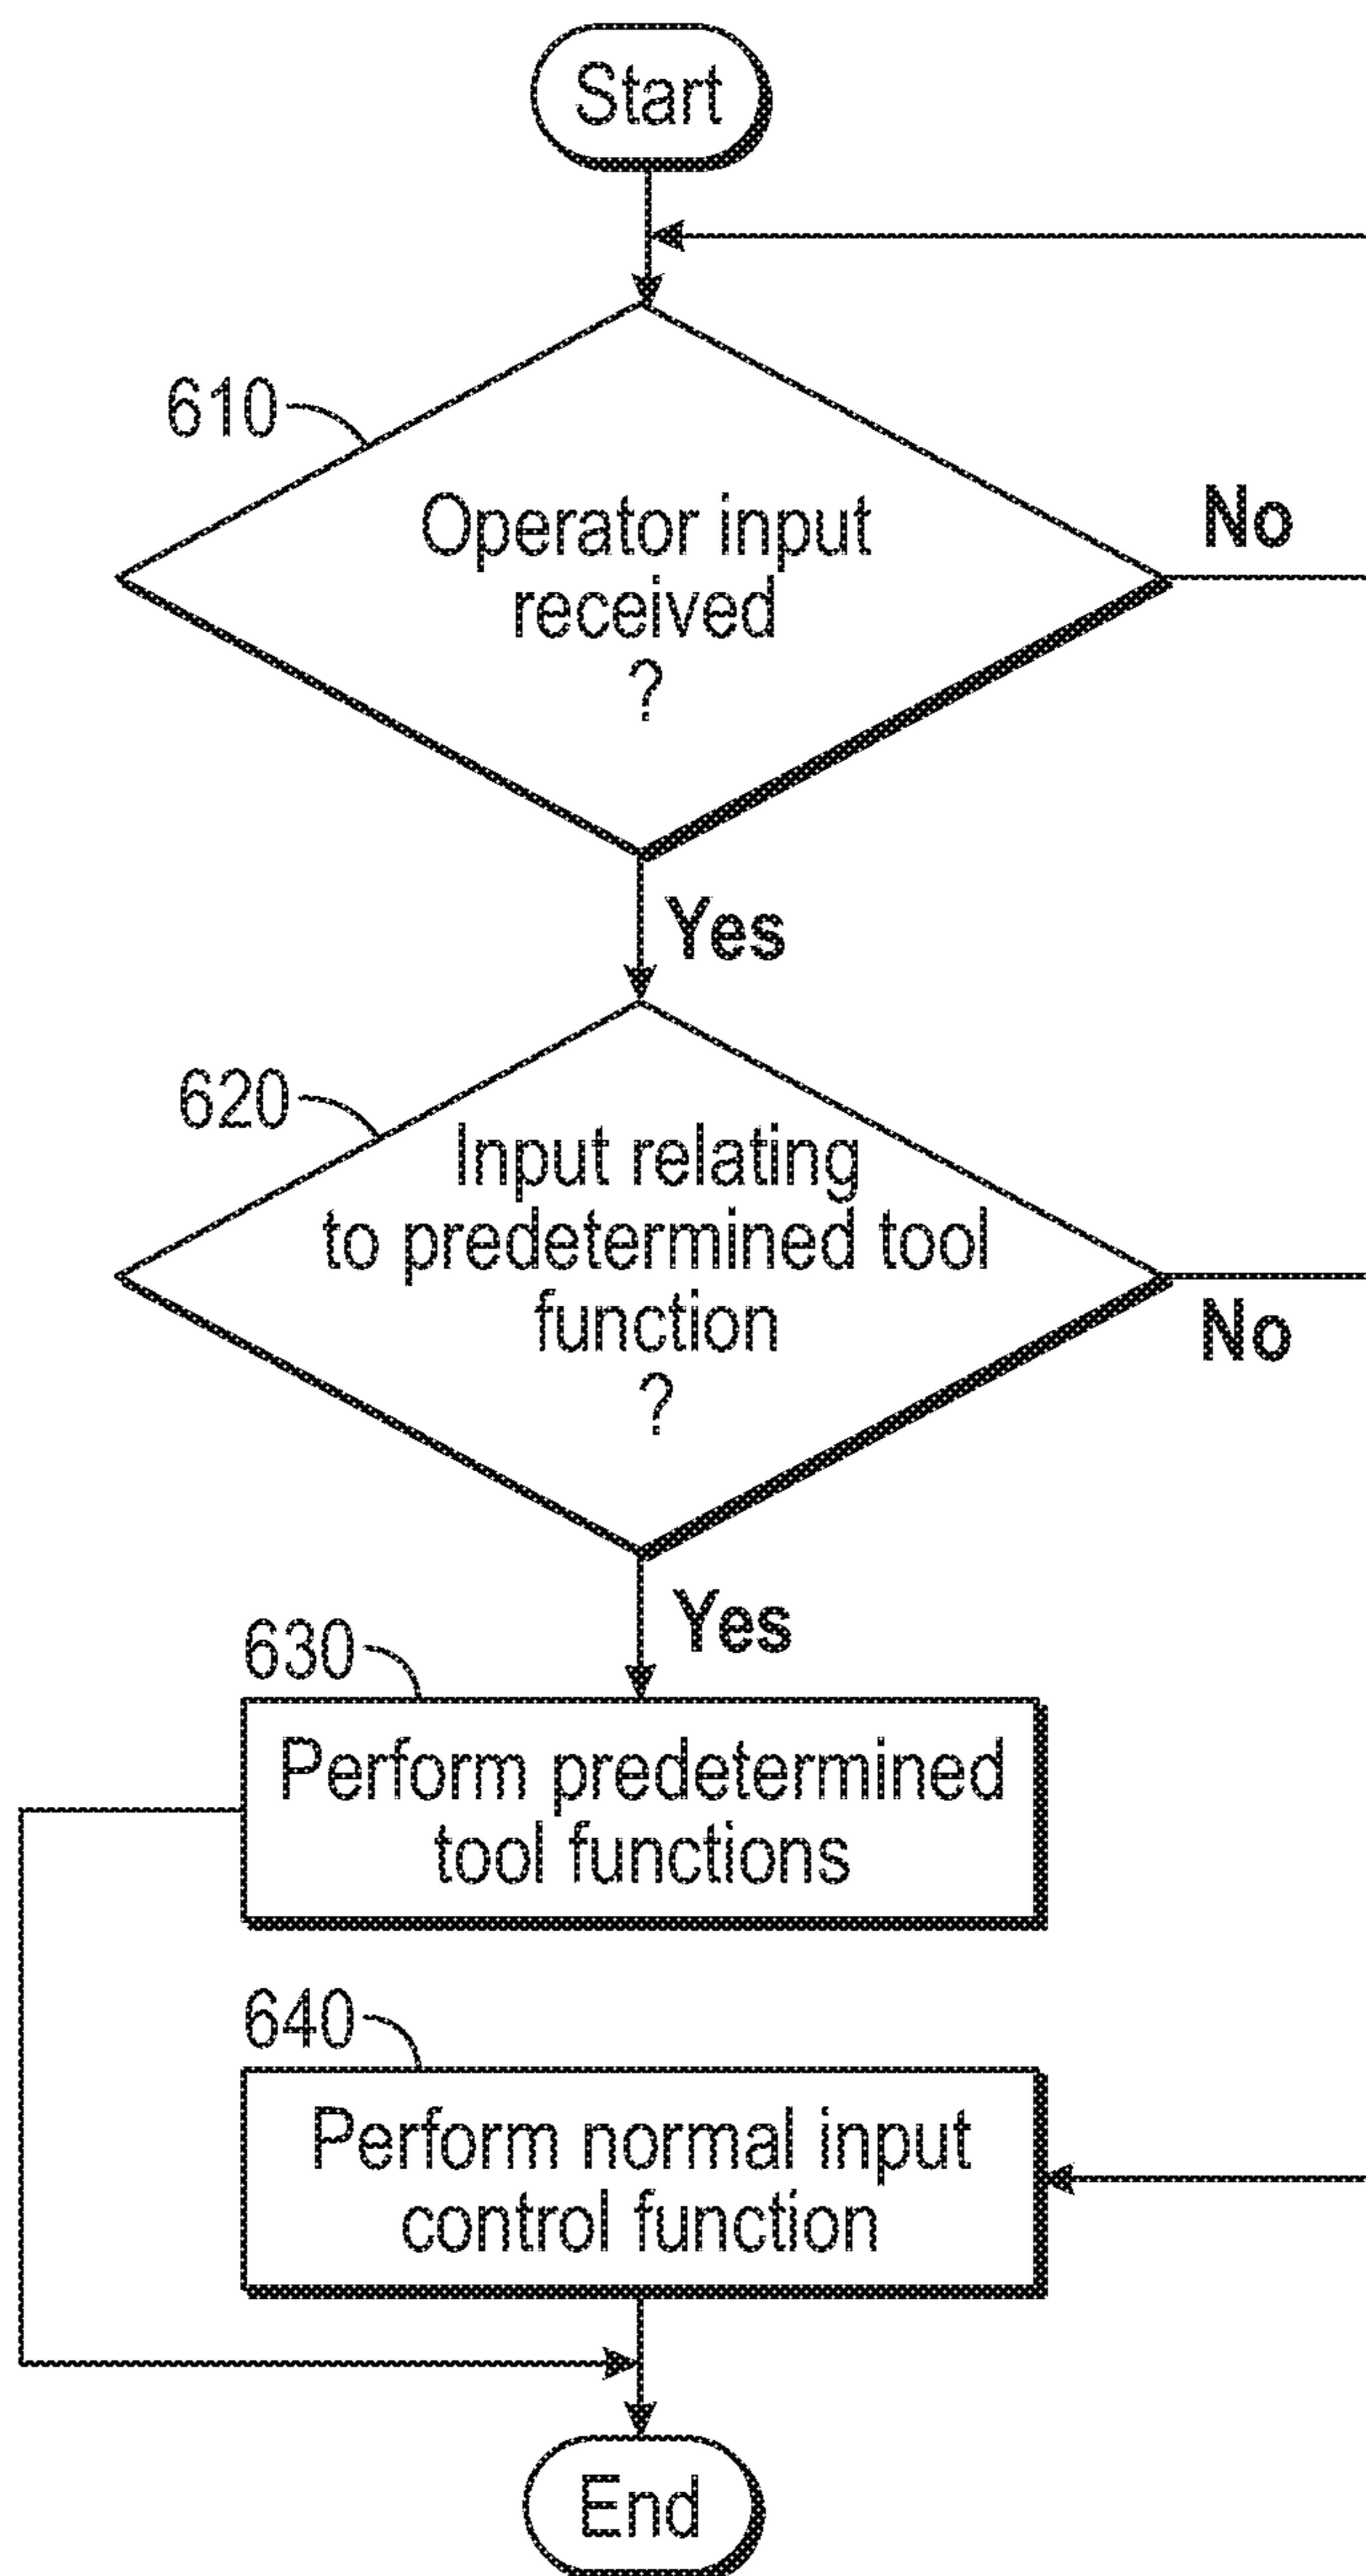 Start
610
Operator input
received
?
No
Yes
620
Input relating
to predetermined tool
function
?
No
Yes
630
Perform predetermined
tool functions
640
Perform normal input
control function
End